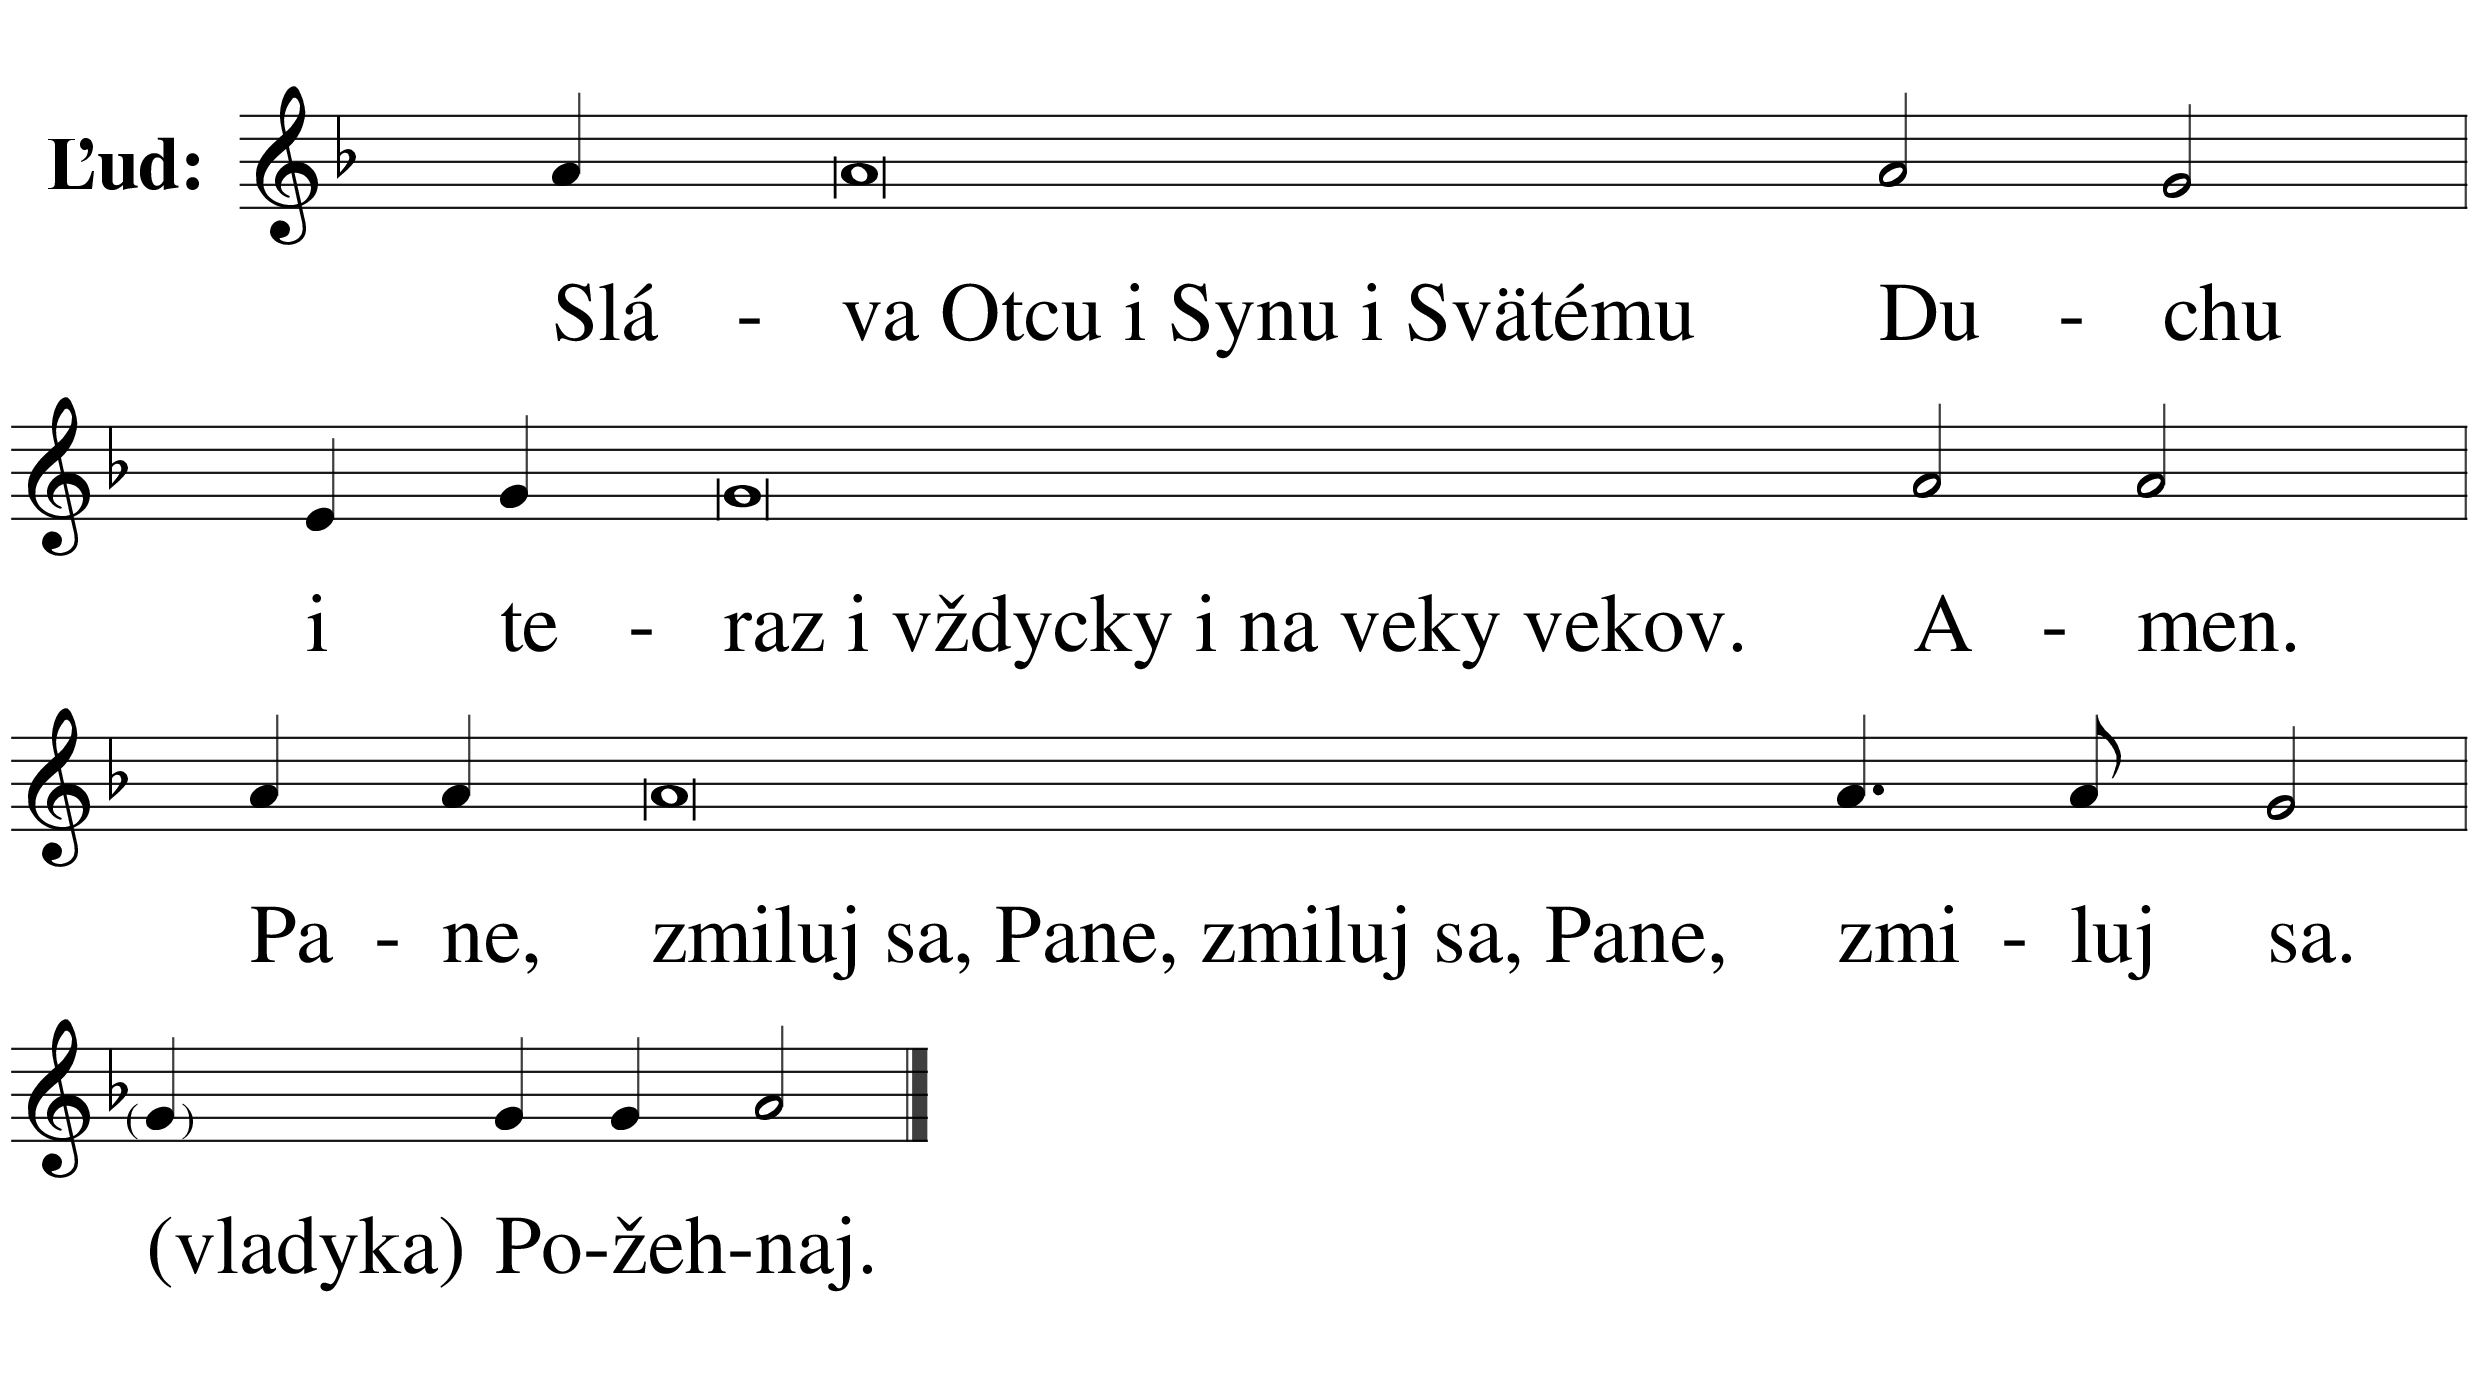 Ľud:
Slá - va Otcu i Synu i Svätému Du - chu
i te - raz i vždycky i na veky vekov. A - men.
Pa - ne, zmiluj sa, Pane, zmiluj sa, Pane, zmi - luj sa.
(vladyka) Po-žeh-naj.